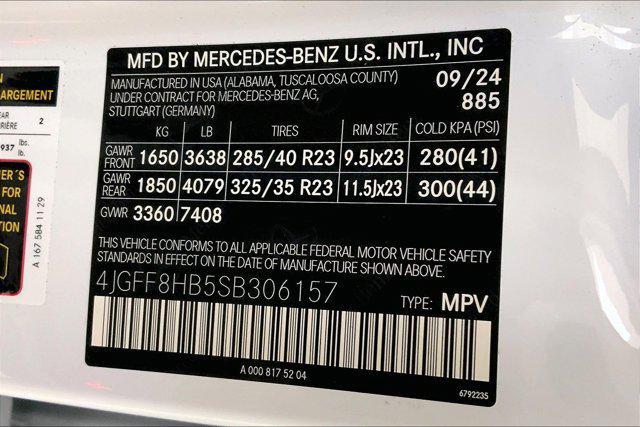 MFD BY MERCEDES-BENZ U.S. INTL., INC
MANUFACTURED IN USA (ALABAMA, TUSCALOOSA COUNTY)
UNDER CONTRACT FOR MERCEDES-BENZ AG,
STUTTGART (GERMANY)
09/24
885
KG LB TIRES RIM SIZE COLD KPA (PSI)
GAWR FRONT 1650 3638 285/40 R23 9.5Jx23 280(41)
GAWR REAR 1850 4079 325/35 R23 11.5Jx23 300(44)
GVWR 3360 7408
THIS VEHICLE CONFORMS TO ALL APPLICABLE FEDERAL MOTOR VEHICLE SAFETY
STANDARDS IN EFFECT ON THE DATE OF MANUFACTURE SHOWN ABOVE.
4JGFF8HB5SB306157 TYPE: MPV
A 000 817 52 04
6792235
ARGEMENT
2
937 lbs.
lb.
FOR
A 167 584 11 29